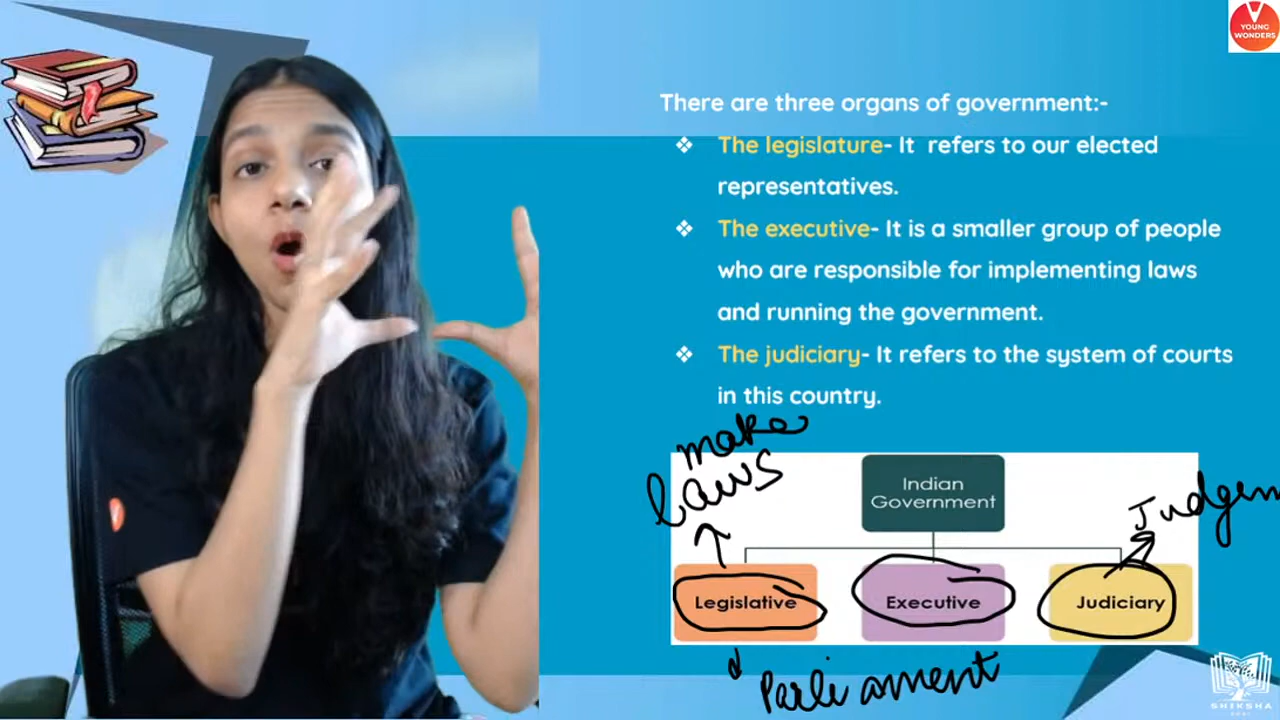 V
YOUNG
WONDERS
There are three organs of government:-
❖ The legislature- It refers to our elected
representatives.
❖ The executive- It is a smaller group of people
who are responsible for implementing laws
and running the government.
❖ The judiciary- It refers to the system of courts
in this country.
make
laws
Indian
Government
Judgem
Legislative
Executive
Judiciary
Parliament
SHIKSHA